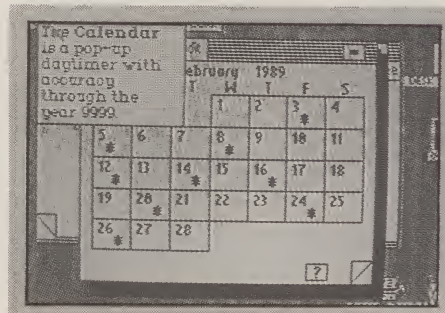 The Calendar
is a pop-up
daytimer with
accuracy
through the
year 9999.
ebruary 1989
T W T F S
1 2 3 * 4
5 * 6 7 8 * 9 10 11
12 * 13 14 * 15 16 * 17 18
19 20 * 21 22 23 24 * 25
26 * 27 28
?